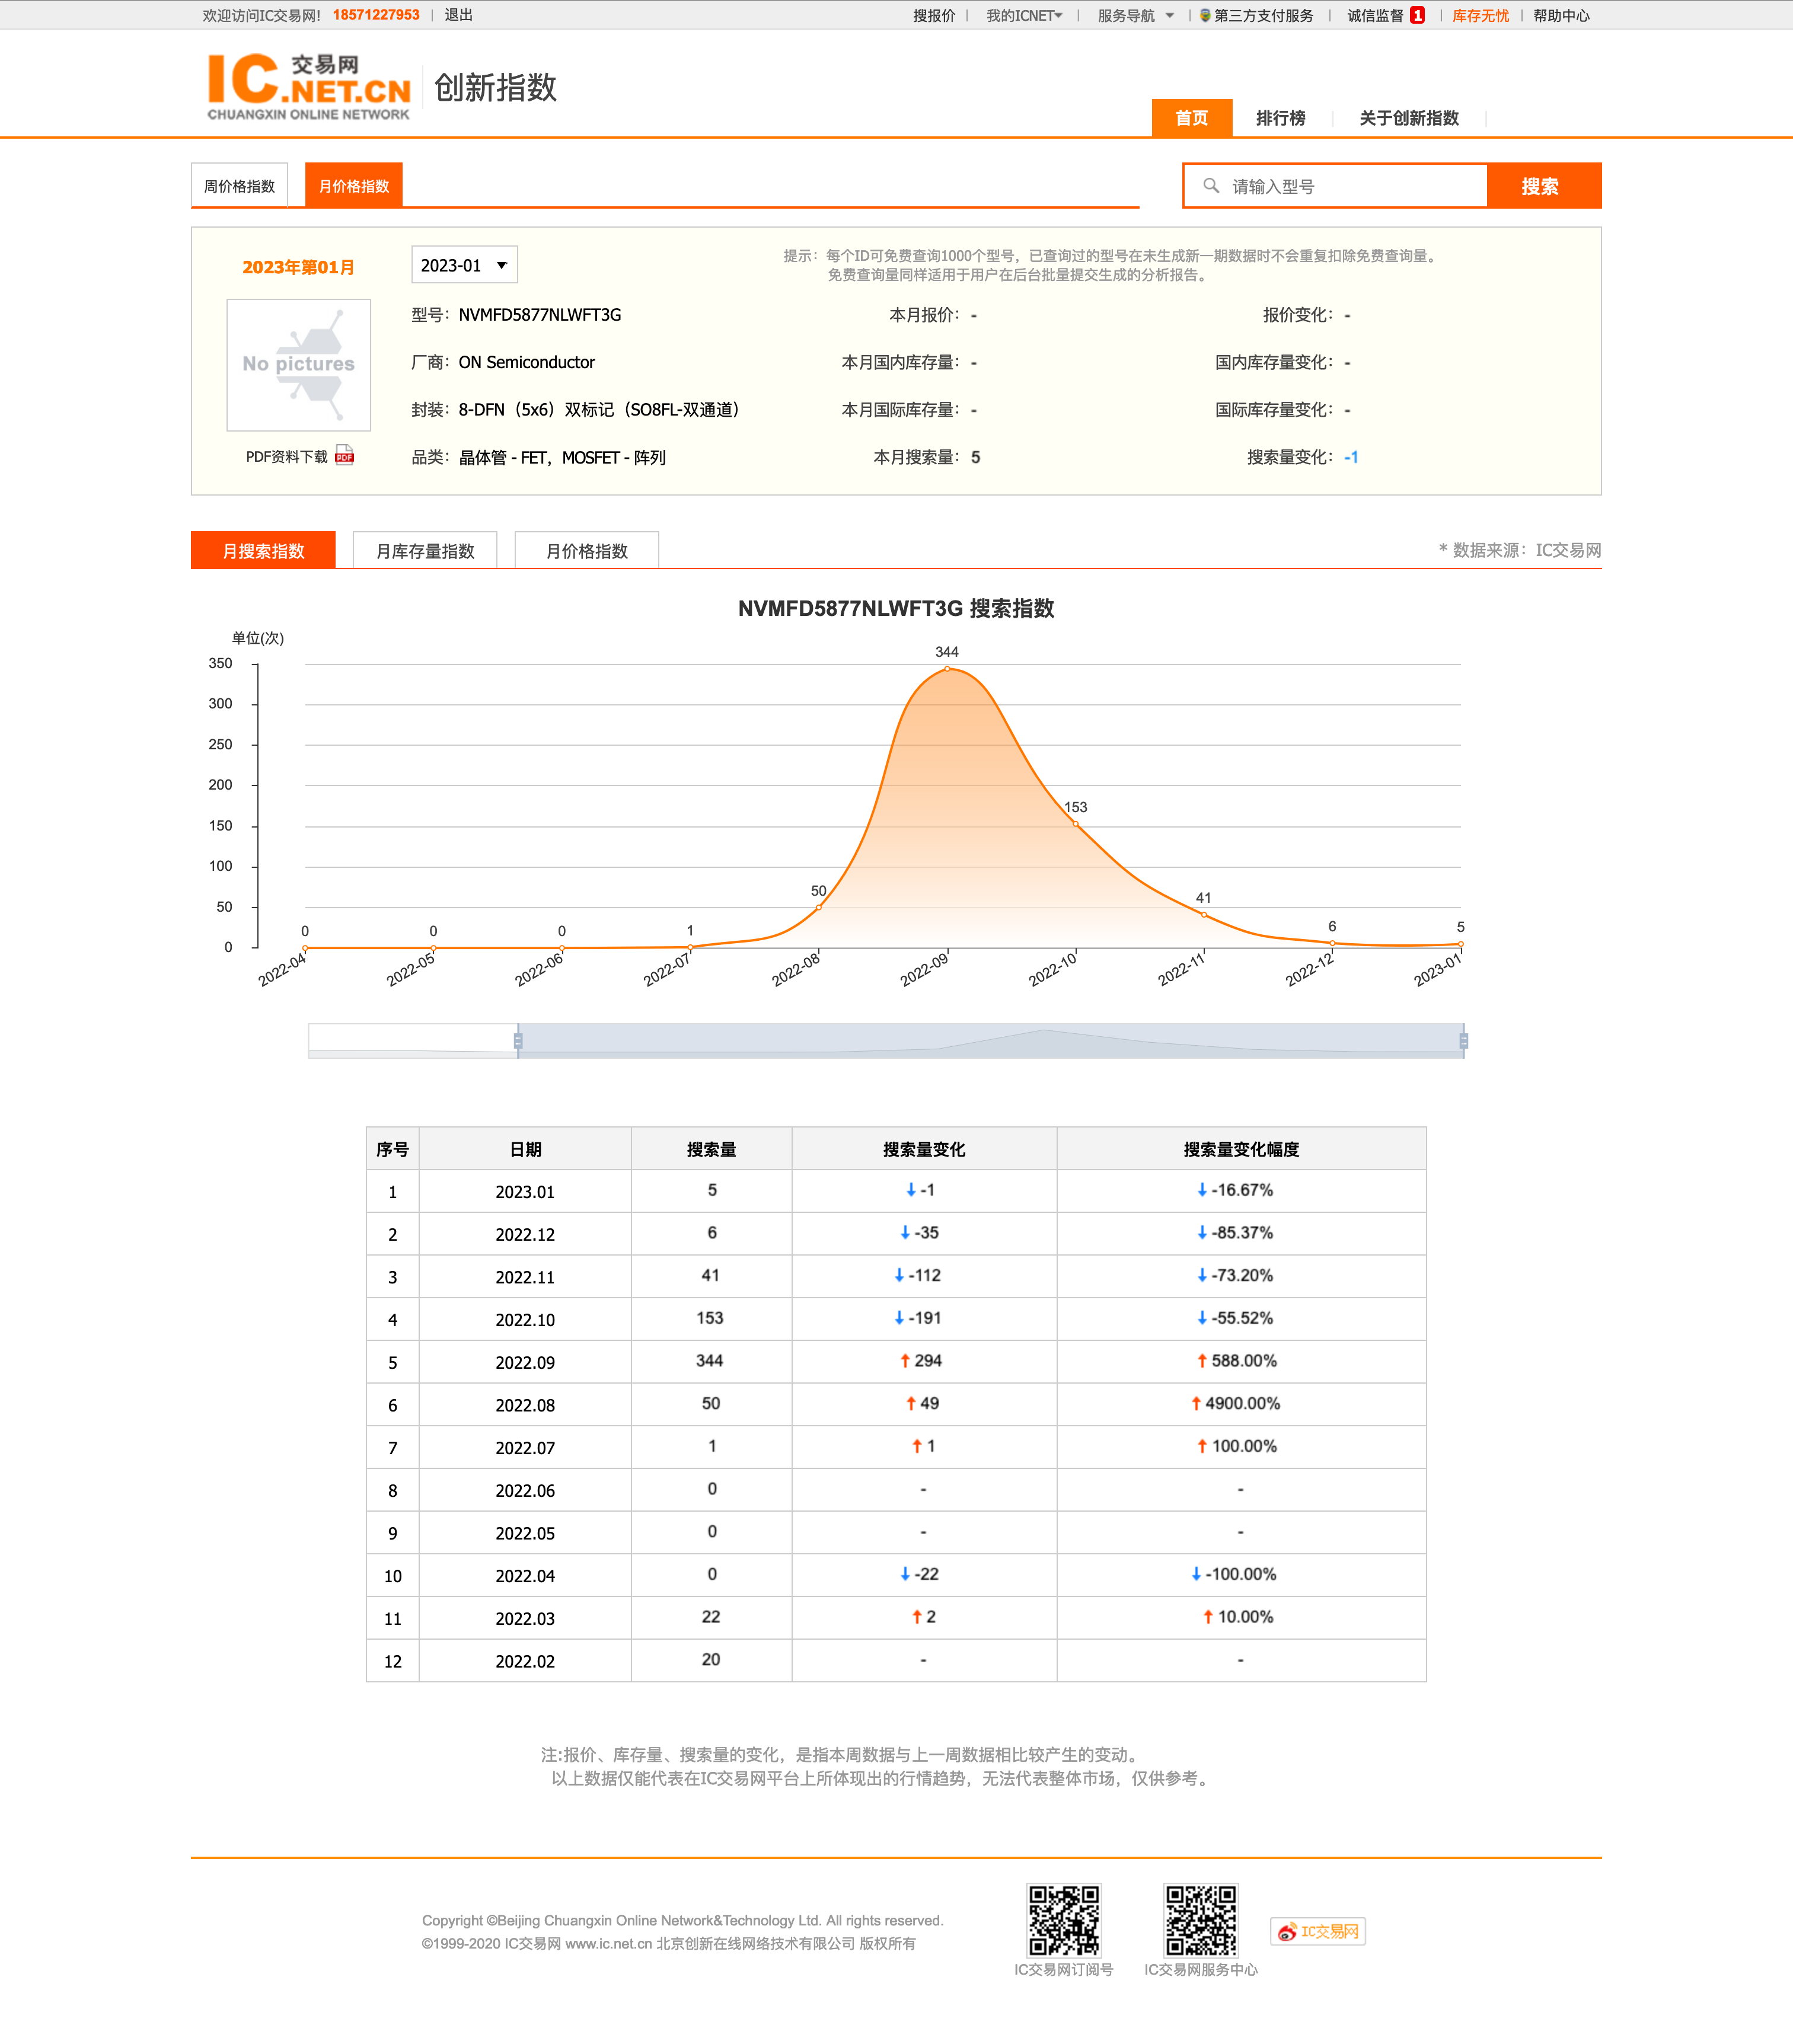 欢迎访问IC交易网! 18571227953 | 退出 搜报价 | 我的ICNET | 服务导航 | 第三方支付服务 | 诚信监督 1 | 库存无忧 | 帮助中心
IC 交易网 .NET.CN 创新指数
CHUANGXIN ONLINE NETWORK
首页 排行榜 关于创新指数
周价格指数 月价格指数 请输入型号 搜索
2023年第01月 2023-01 提示：每个ID可免费查询1000个型号，已查询过的型号在未生成新一期数据时不会重复扣除免费查询量。
免费查询量同样适用于用户在后台批量提交生成的分析报告。
型号：NVMFD5877NLWFT3G 本月报价：- 报价变化：-
No pictures
厂商：ON Semiconductor 本月国内库存量：- 国内库存量变化：-
封装：8-DFN（5x6）双标记（SO8FL-双通道） 本月国际库存量：- 国际库存量变化：-
PDF资料下载 PDF 品类：晶体管 - FET，MOSFET - 阵列 本月搜索量：5 搜索量变化：-1
月搜索指数 月库存量指数 月价格指数 * 数据来源：IC交易网
NVMFD5877NLWFT3G 搜索指数
单位(次)
350
300
250
200
150
100
50
0
0 0 0 1 50 344 153 41 6 5
2022-04 2022-05 2022-06 2022-07 2022-08 2022-09 2022-10 2022-11 2022-12 2023-01
序号 日期 搜索量 搜索量变化 搜索量变化幅度
1 2023.01 5 ↓-1 ↓-16.67%
2 2022.12 6 ↓-35 ↓-85.37%
3 2022.11 41 ↓-112 ↓-73.20%
4 2022.10 153 ↓-191 ↓-55.52%
5 2022.09 344 ↑294 ↑588.00%
6 2022.08 50 ↑49 ↑4900.00%
7 2022.07 1 ↑1 ↑100.00%
8 2022.06 0 - -
9 2022.05 0 - -
10 2022.04 0 ↓-22 ↓-100.00%
11 2022.03 22 ↑2 ↑10.00%
12 2022.02 20 - -
注:报价、库存量、搜索量的变化，是指本周数据与上一周数据相比较产生的变动。
以上数据仅能代表在IC交易网平台上所体现出的行情趋势，无法代表整体市场，仅供参考。
Copyright ©Beijing Chuangxin Online Network&Technology Ltd. All rights reserved.
©1999-2020 IC交易网 www.ic.net.cn 北京创新在线网络技术有限公司 版权所有
IC交易网订阅号 IC交易网服务中心 IC交易网